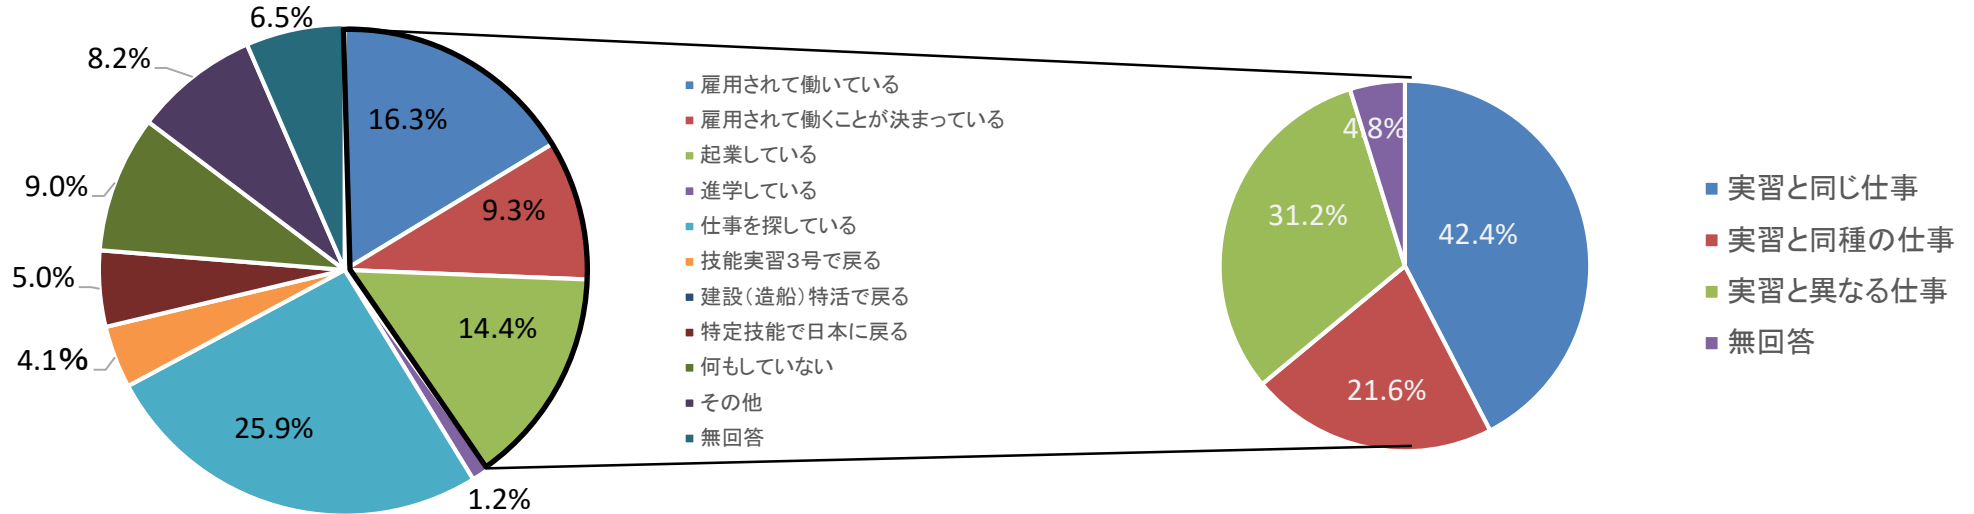 6.5%
8.2%
16.3%
9.0%
9.3%
5.0%
14.4%
4.1%
25.9%
1.2%
雇用されて働いている
雇用されて働くことが決まっている
起業している
進学している
仕事を探している
技能実習3号で戻る
建設(造船)特活で戻る
特定技能で日本に戻る
何もしていない
その他
無回答
4.8%
31.2%
42.4%
21.6%
実習と同じ仕事
実習と同種の仕事
実習と異なる仕事
無回答